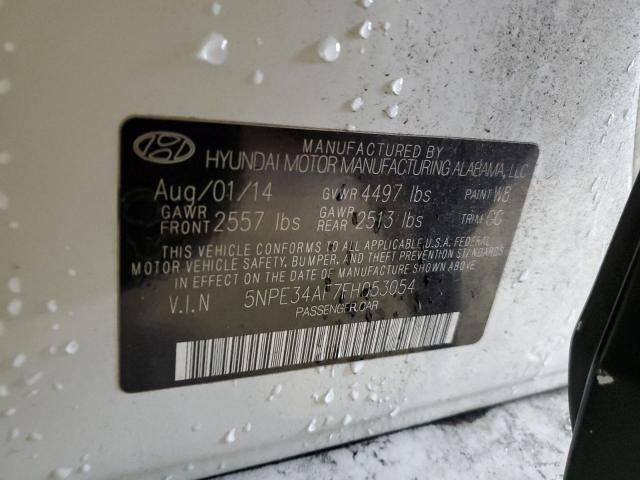 MANUFACTURED BY
HYUNDAI MOTOR MANUFACTURING ALABAMA, LLC
Aug/01/14 GVWR 4497 lbs PAINT W8
GAWR FRONT 2557 lbs GAWR REAR 2513 lbs TRIM
THIS VEHICLE CONFORMS TO ALL APPLICABLE U.S.A FEDERAL
MOTOR VEHICLE SAFETY, BUMPER, AND THEFT PREVENTION STANDARDS
IN EFFECT ON THE DATE OF MANUFACTURE SHOWN ABOVE.
V.I.N 5NPE34AF7FH053054
PASSENGER CAR